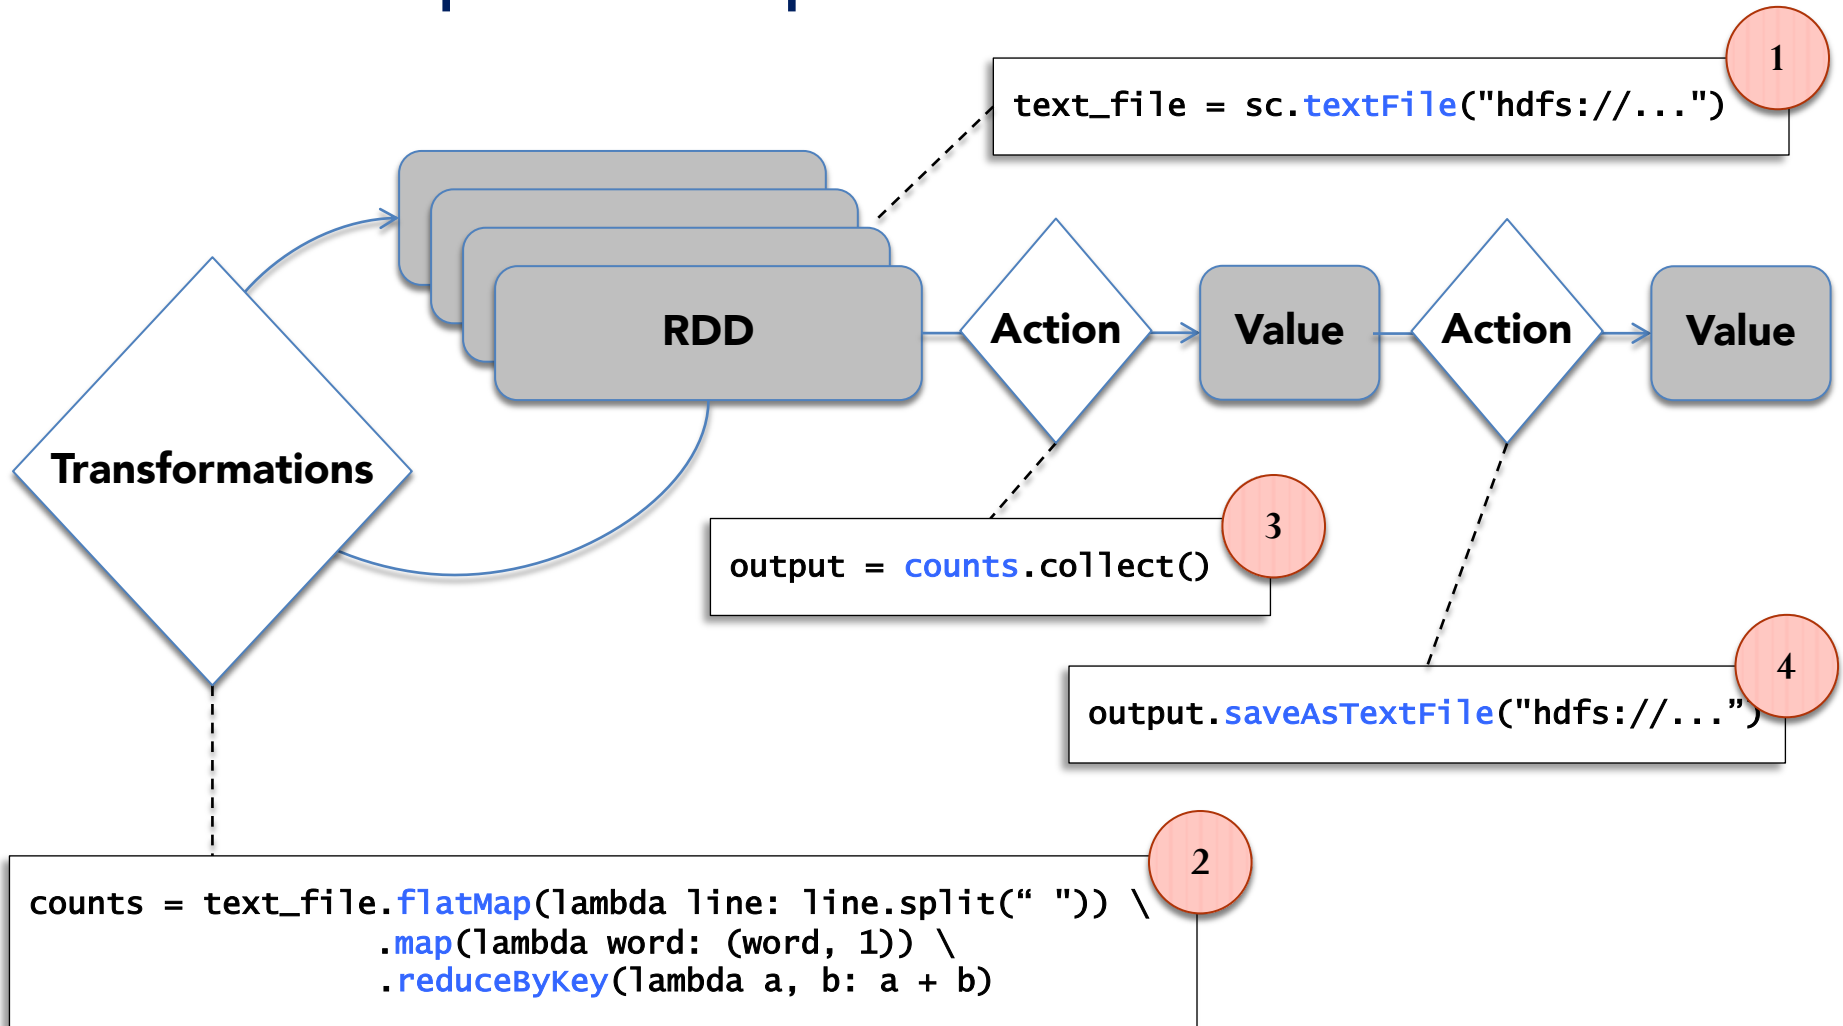 1
text_file = sc.textFile("hdfs://...")
RDD
Action
Value
Action
Value
Transformations
3
output = counts.collect()
4
output.saveAsTextFile("hdfs://...”)
2
counts = text_file.flatMap(lambda line: line.split(“ ")) \
.map(lambda word: (word, 1)) \
.reduceByKey(lambda a, b: a + b)